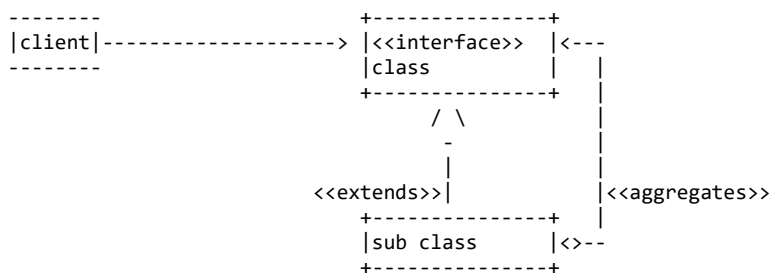 client
<<interface>>
class
<<extends>>
<<aggregates>>
sub class